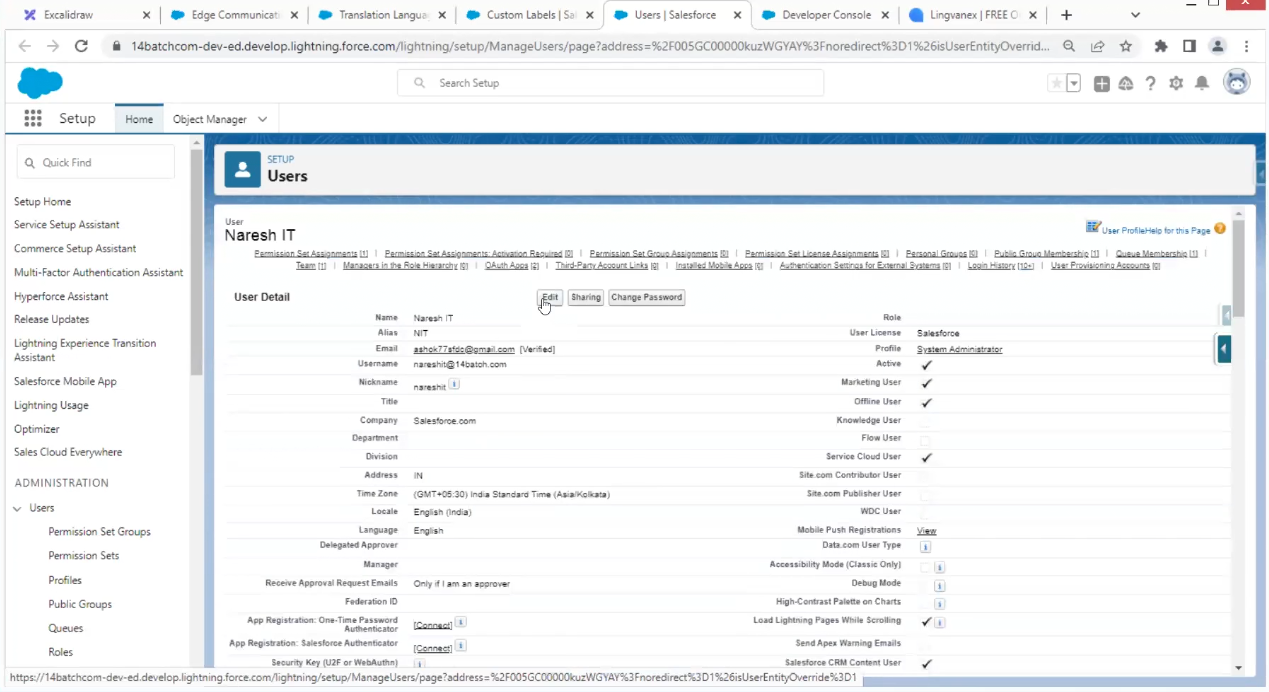 Excalidraw
Edge Communicati
Translation Langua
Custom Labels | Sa
Users | Salesforce
Developer Console
Lingvanex | FREE O
14batchcom-dev-ed.develop.lightning.force.com/lightning/setup/ManageUsers/page?address=%2F005GC00000kuzWGYAY%3Fnoredirect%3D1%26isUserEntityOverrid...
Search Setup
Setup
Home
Object Manager
Quick Find
Setup Home
Service Setup Assistant
Commerce Setup Assistant
Multi-Factor Authentication Assistant
Hyperforce Assistant
Release Updates
Lightning Experience Transition
Assistant
Salesforce Mobile App
Lightning Usage
Optimizer
Sales Cloud Everywhere
ADMINISTRATION
Users
Permission Set Groups
Permission Sets
Profiles
Public Groups
Queues
Roles
SETUP
Users
User
Naresh IT
User Profile Help for this Page
Permission Set Assignments [1] | Permission Set Assignments: Activation Required [0] | Permission Set Group Assignments [0] | Permission Set License Assignments [0] | Personal Groups [0] | Public Group Membership [1] | Queue Membership [1] |
Team [1] | Managers in the Role Hierarchy [0] | OAuth Apps [2] | Third-Party Account Links [0] | Installed Mobile Apps [0] | Authentication Settings for External Systems [0] | Login History [10+] | User Provisioning Accounts [0]
User Detail
Edit Sharing Change Password
Name Naresh IT
Role
Alias NIT
User License Salesforce
Email ashok77sfdc@gmail.com [Verified]
Profile System Administrator
Username nareshit@14batch.com
Active
Nickname nareshit
Marketing User
Title
Offline User
Company Salesforce.com
Knowledge User
Department
Flow User
Division
Service Cloud User
Address IN
Site.com Contributor User
Time Zone (GMT+05:30) India Standard Time (Asia/Kolkata)
Site.com Publisher User
Locale English (India)
WDC User
Language English
Mobile Push Registrations View
Delegated Approver
Data.com User Type
Manager
Accessibility Mode (Classic Only)
Receive Approval Request Emails Only if I am an approver
Debug Mode
Federation ID
High-Contrast Palette on Charts
App Registration: One-Time Password
Authenticator [Connect]
Load Lightning Pages While Scrolling
App Registration: Salesforce Authenticator [Connect]
Send Apex Warning Emails
Security Key (U2F or WebAuthn)
Salesforce CRM Content User
https://14batchcom-dev-ed.develop.lightning.force.com/lightning/setup/ManageUsers/page?address=%2F005GC00000kuzWGYAY%3Fnoredirect%3D1%26isUserEntityOverride%3D1